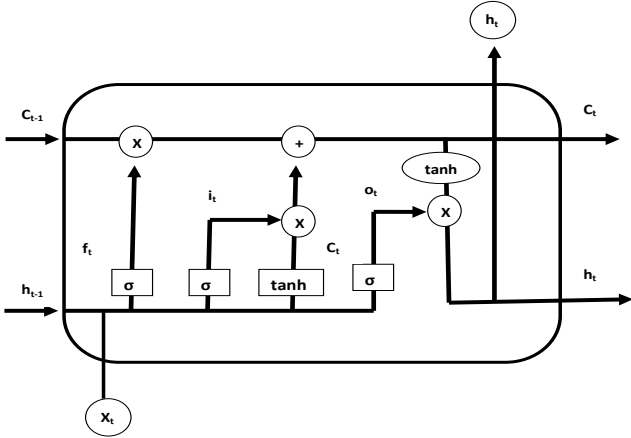 hₜ
Cₜ₋₁
Cₜ
X
+
tanh
iₜ
oₜ
X
X
fₜ
Cₜ
σ
σ
tanh
σ
hₜ₋₁
hₜ
Xₜ